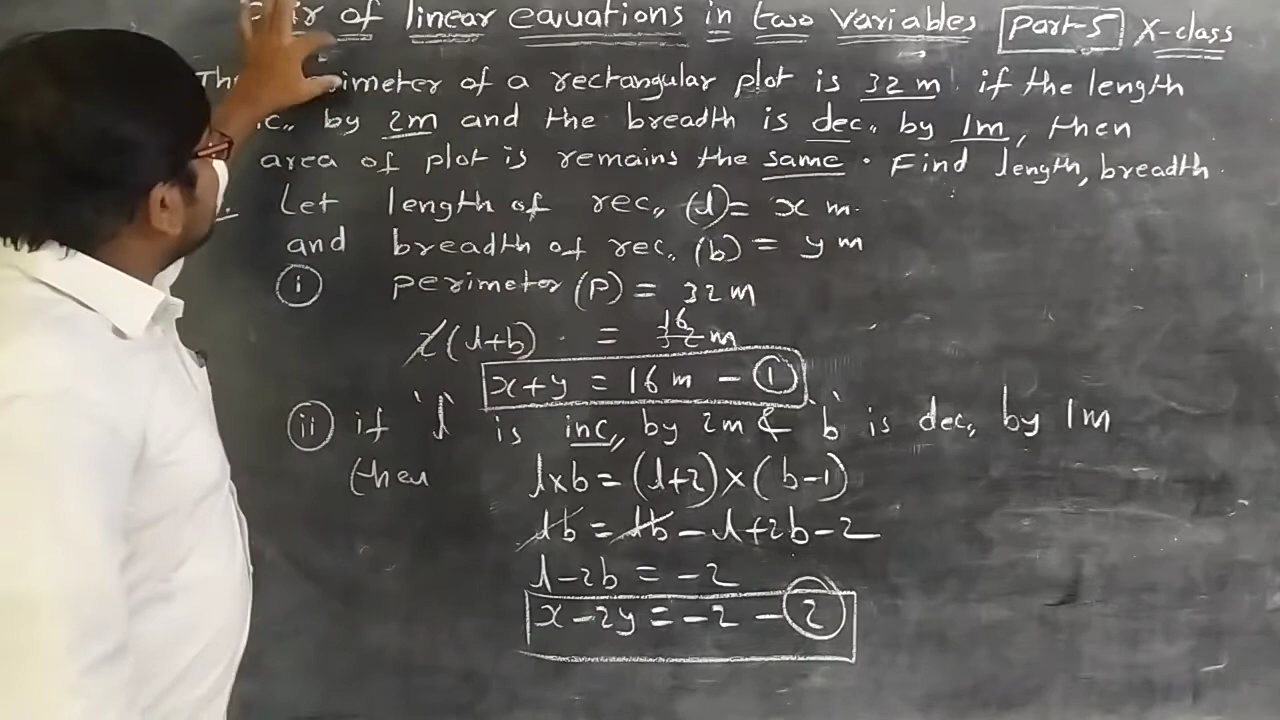 of linear equations in two variables Part-5 X-class
of a rectangular plot is 32 m. if the length
by 2m and the breadth is dec,, by 1m, then
area of plot is remains the same. Find length, breadth.
Let length of rec,, (l) = x m.
and breadth of rec,, (b) = y m
(i) perimeter (P) = 32 m
2(l+b) = 32 16 m
x+y = 16 m - (1)
(ii) if 'l' is inc,, by 2m & 'b' is dec,, by 1m
then l×b = (l+2)×(b-1)
lb = lb - l + 2b - 2
l - 2b = -2
x - 2y = -2 - (2)